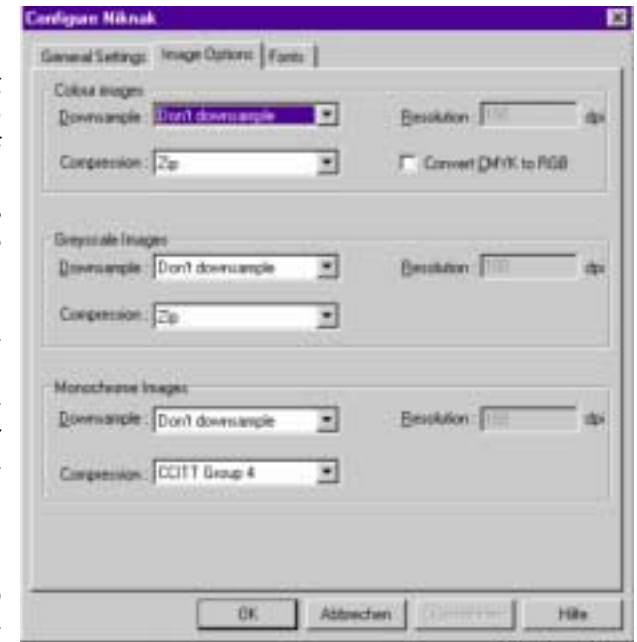 Configure Niknak
General Settings Image Options Fonts
Colour images
Downsample : Don't downsample Resolution : dpi
Compression : Zip Convert CMYK to RGB
Greyscale Images
Downsample : Don't downsample Resolution : dpi
Compression : Zip
Monochrome Images
Downsample : Don't downsample Resolution : dpi
Compression : CCITT Group 4
OK Abbrechen Hilfe